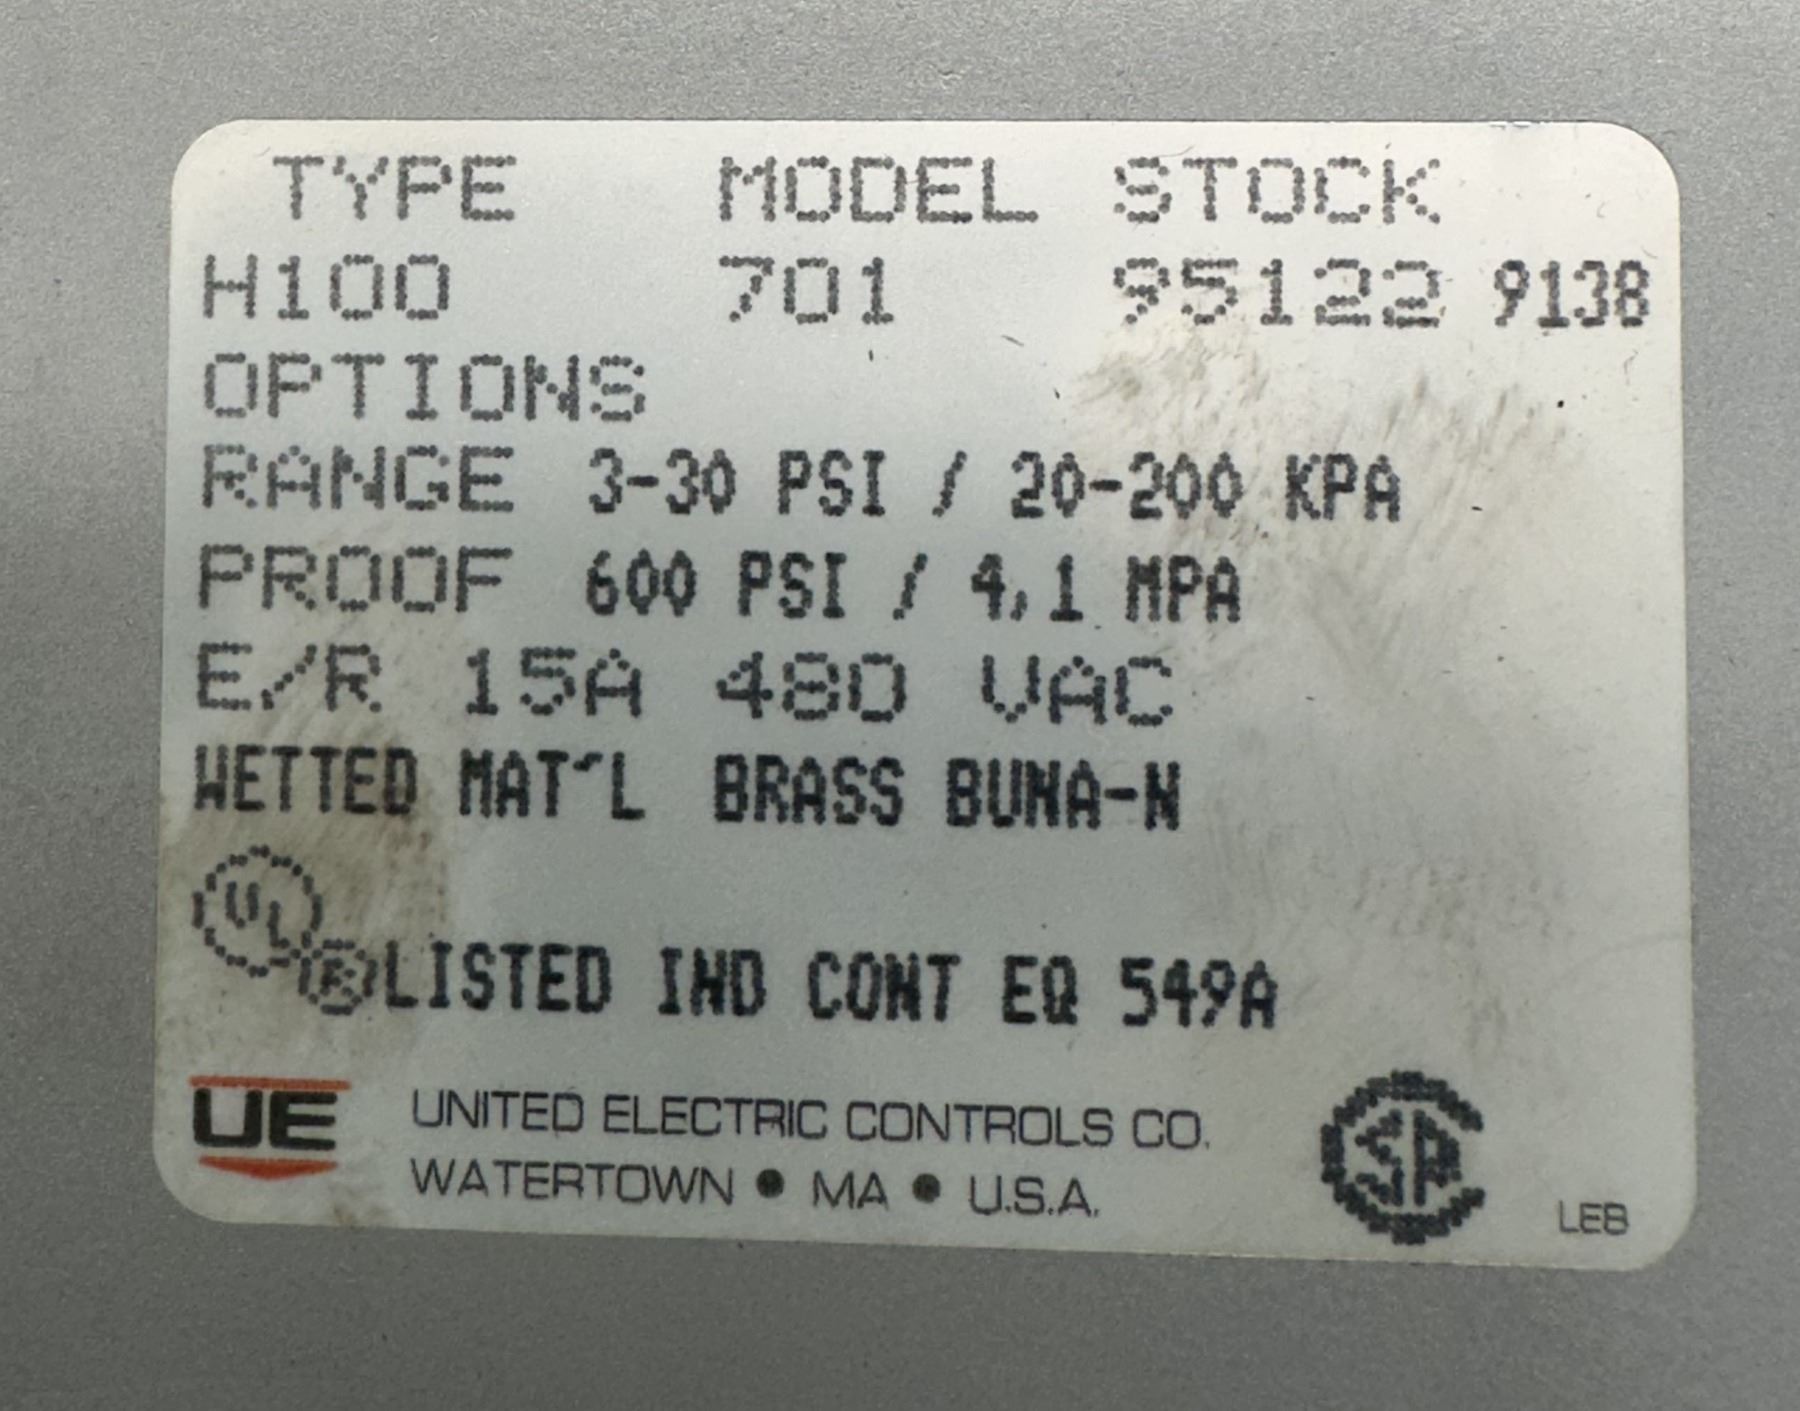 TYPE MODEL STOCK
H100 701 95122 9138
OPTIONS
RANGE 3-30 PSI / 20-200 KPA
PROOF 600 PSI / 4,1 MPA
E/R 15A 480 VAC
WETTED MAT'L BRASS BUNA-N
UL
®LISTED IND CONT EQ 549A
UE UNITED ELECTRIC CONTROLS CO.
WATERTOWN • MA • U.S.A.
SP
LEB